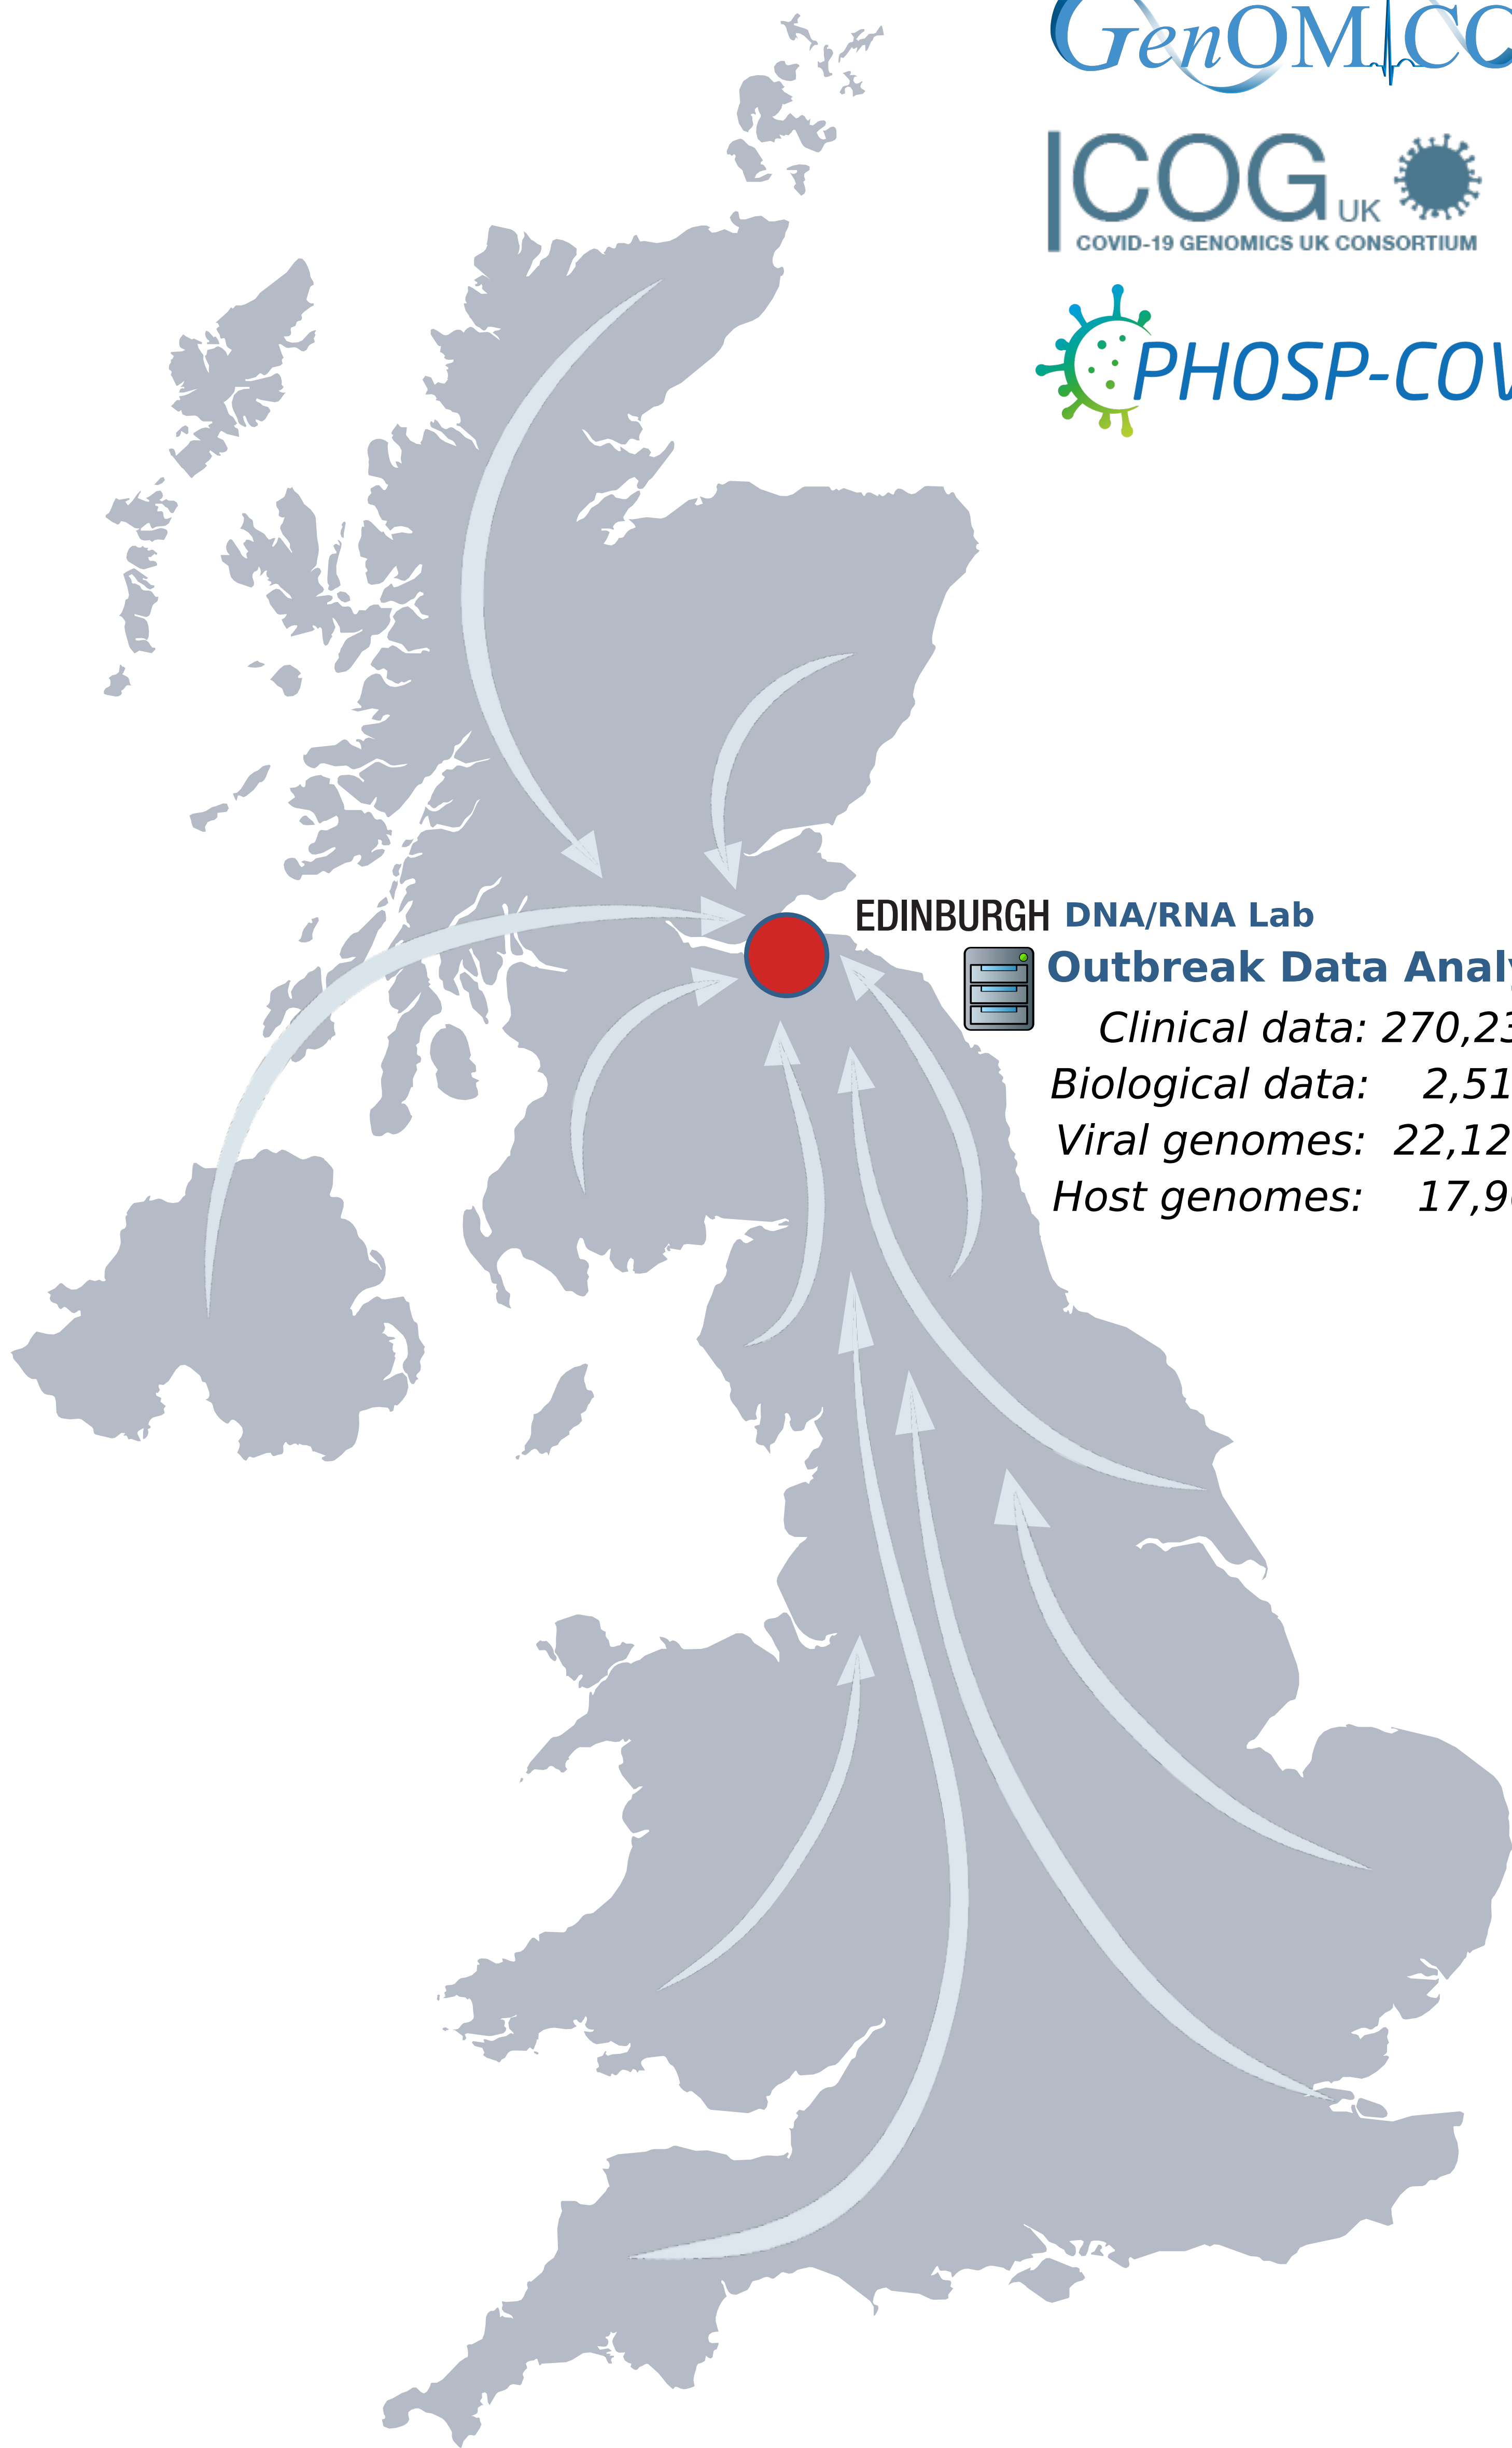 GenOMICC
COG UK
COVID-19 GENOMICS UK CONSORTIUM
PHOSP-COV
EDINBURGH DNA/RNA Lab
Outbreak Data Analy
Clinical data: 270,23
Biological data: 2,51
Viral genomes: 22,12
Host genomes: 17,9